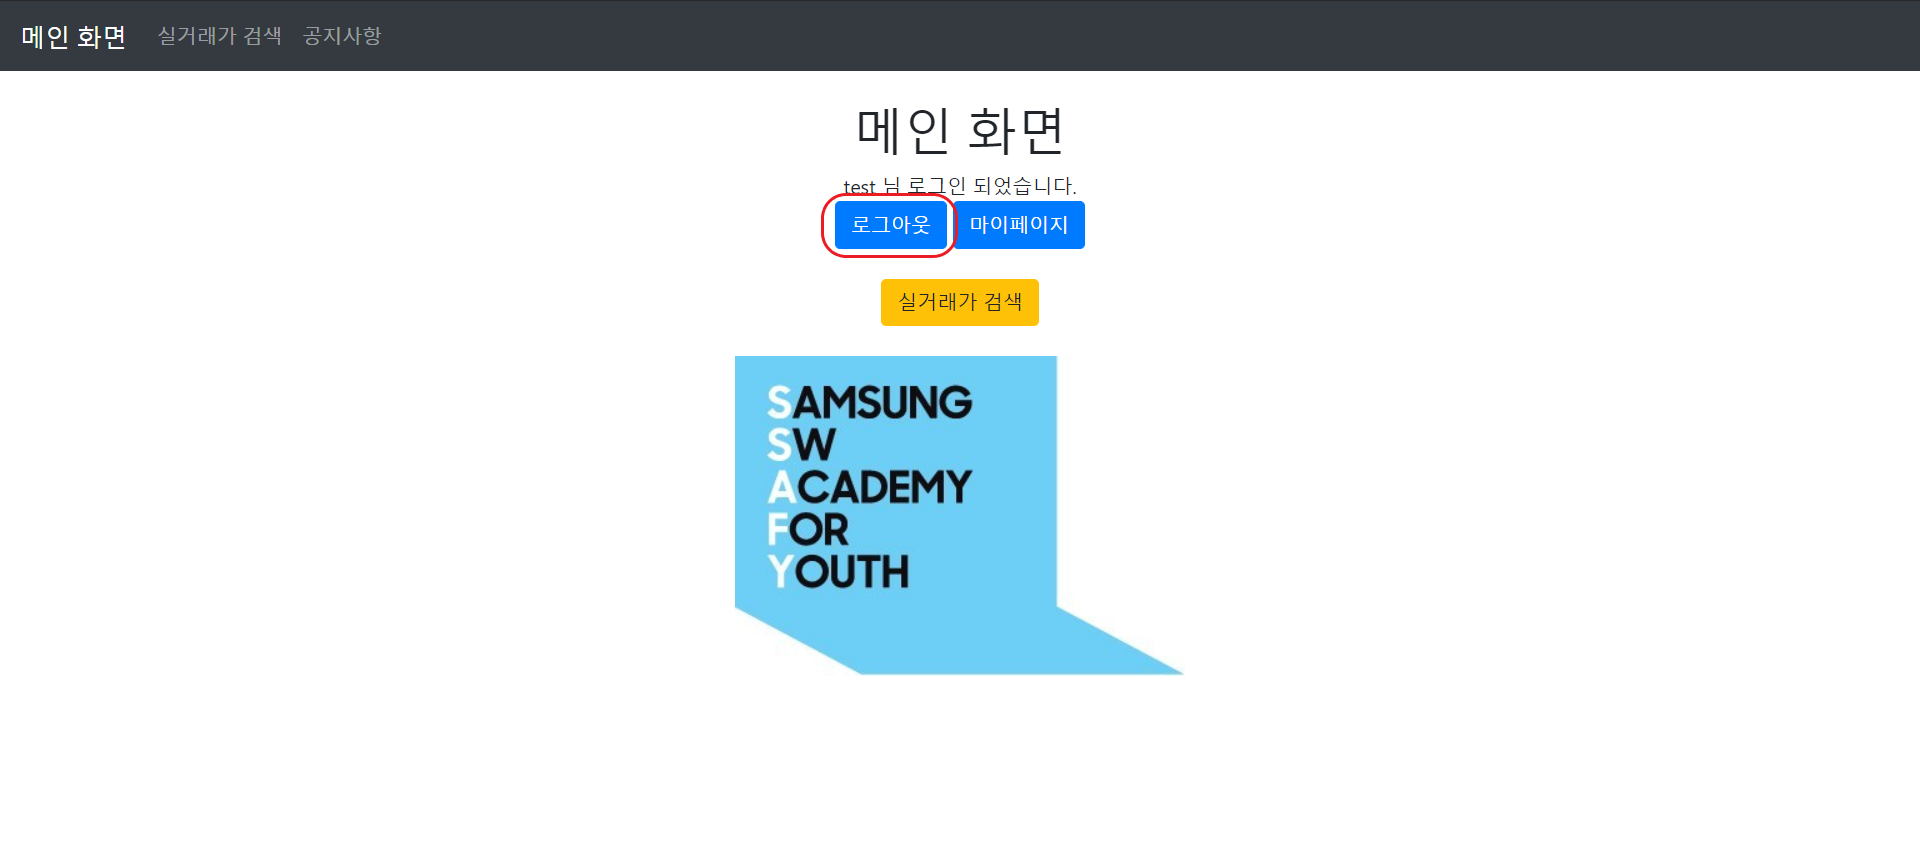 메인 화면 실거래가 검색 공지사항
메인 화면
test 님 로그인 되었습니다.
로그아웃 마이페이지
실거래가 검색
SAMSUNG
SW
ACADEMY
FOR
YOUTH